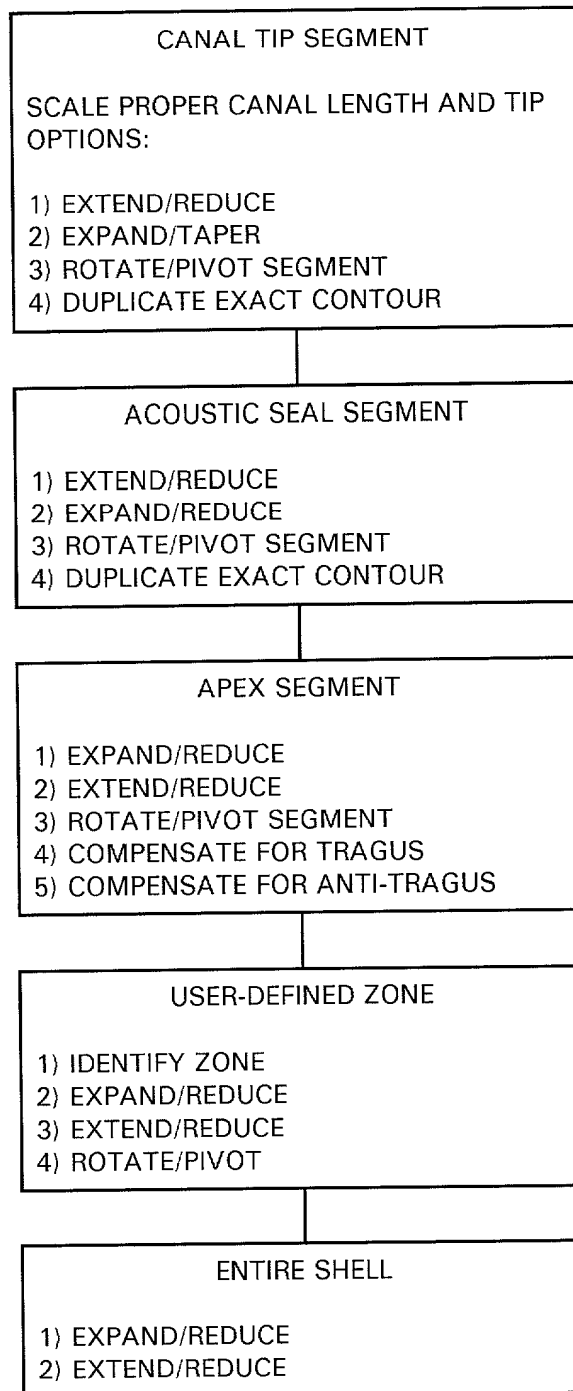 CANAL TIP SEGMENT
SCALE PROPER CANAL LENGTH AND TIP
OPTIONS:
1) EXTEND/REDUCE
2) EXPAND/TAPER
3) ROTATE/PIVOT SEGMENT
4) DUPLICATE EXACT CONTOUR
ACOUSTIC SEAL SEGMENT
1) EXTEND/REDUCE
2) EXPAND/REDUCE
3) ROTATE/PIVOT SEGMENT
4) DUPLICATE EXACT CONTOUR
APEX SEGMENT
1) EXPAND/REDUCE
2) EXTEND/REDUCE
3) ROTATE/PIVOT SEGMENT
4) COMPENSATE FOR TRAGUS
5) COMPENSATE FOR ANTI-TRAGUS
USER-DEFINED ZONE
1) IDENTIFY ZONE
2) EXPAND/REDUCE
3) EXTEND/REDUCE
4) ROTATE/PIVOT
ENTIRE SHELL
1) EXPAND/REDUCE
2) EXTEND/REDUCE